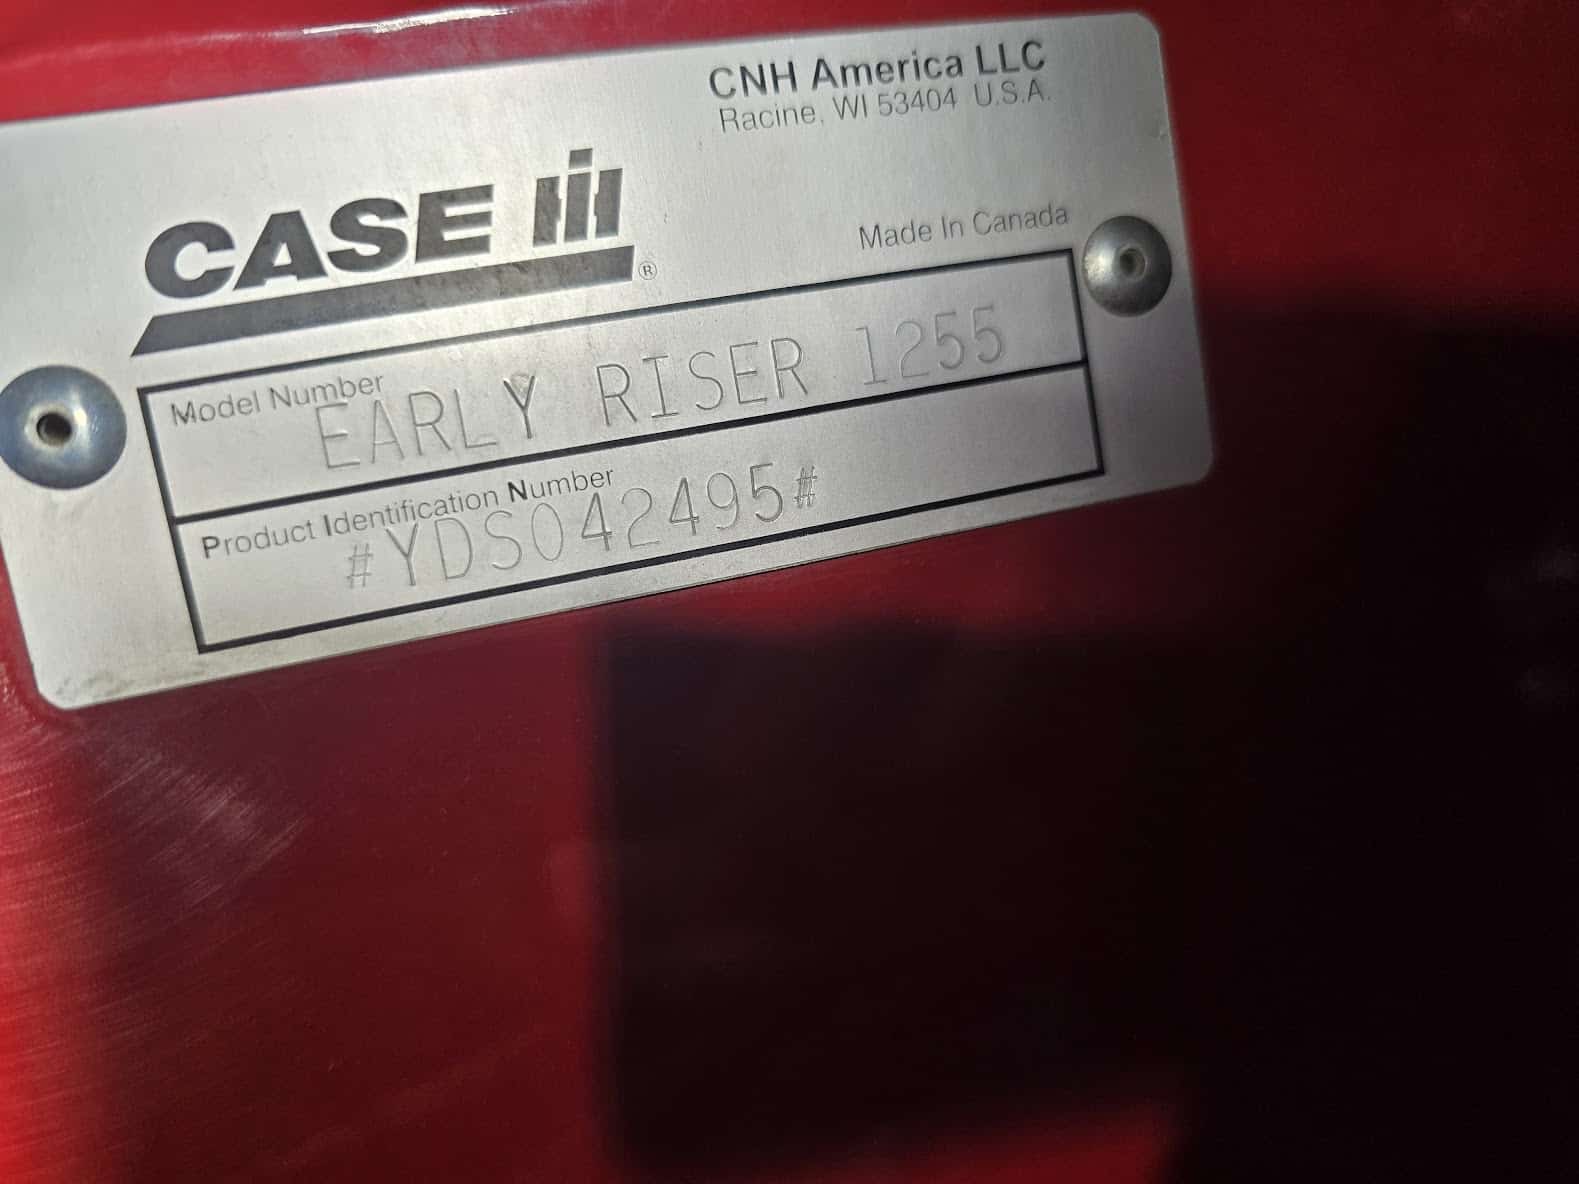 CNH America LLC
Racine, WI 53404 U.S.A.
CASE IH ®
Made In Canada
Model Number
EARLY RISER 1255
Product Identification Number
#YDS042495#